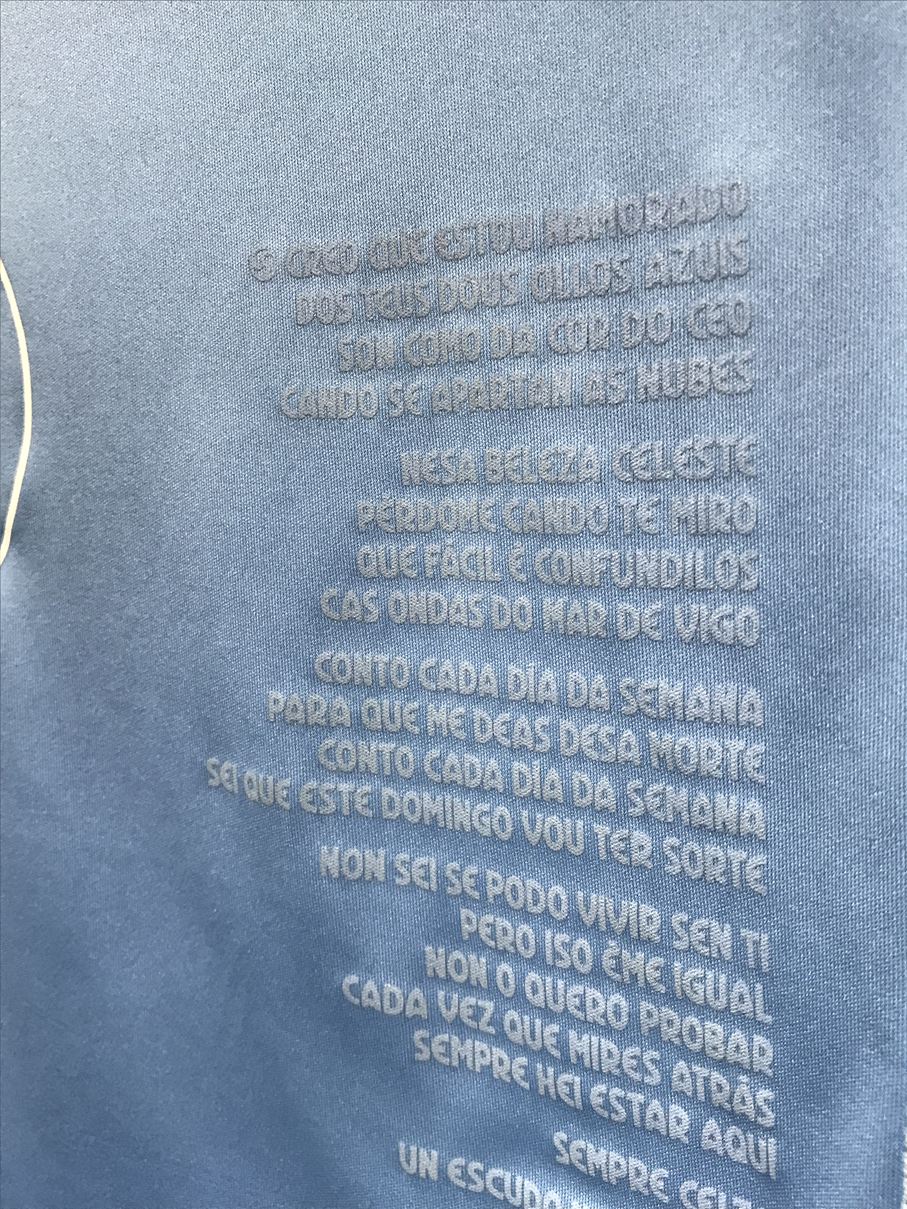 CREO QUE ESTOU NAMORADO
DOS TEUS DOUS OLLOS AZUIS
SON COMO DA COR DO CEO
CANDO SE APARTAN AS NUBES
NESA BELEZA CELESTE
PÉRDOME CANDO TE MIRO
QUE FÁCIL É CONFUNDILOS
CAS ONDAS DO MAR DE VIGO
CONTO CADA DÍA DA SEMANA
PARA QUE ME DEAS DESA MORTE
CONTO CADA DÍA DA SEMANA
SEI QUE ESTE DOMINGO VOU TER SORTE
NON SEI SE PODO VIVIR SEN TI
PERO ISO ÉME IGUAL
NON O QUERO PROBAR
CADA VEZ QUE MIRES ATRÁS
SEMPRE HEI ESTAR AQUÍ
SEMPRE
UN